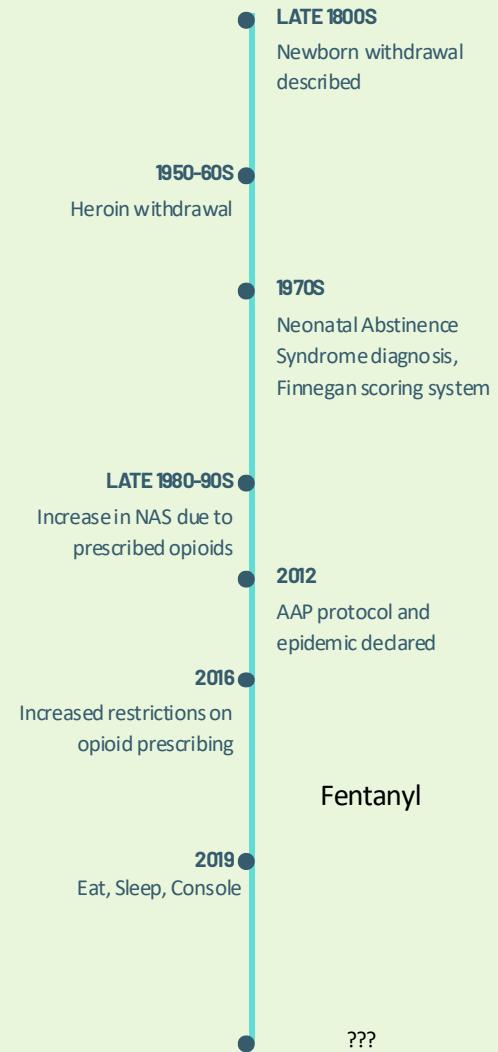 LATE 1800S
Newborn withdrawal
described
1950-60S
Heroin withdrawal
1970S
Neonatal Abstinence
Syndrome diagnosis,
Finnegan scoring system
LATE 1980-90S
Increase in NAS due to
prescribed opioids
2012
AAP protocol and
epidemic declared
2016
Increased restrictions on
opioid prescribing
Fentanyl
2019
Eat, Sleep, Console
???